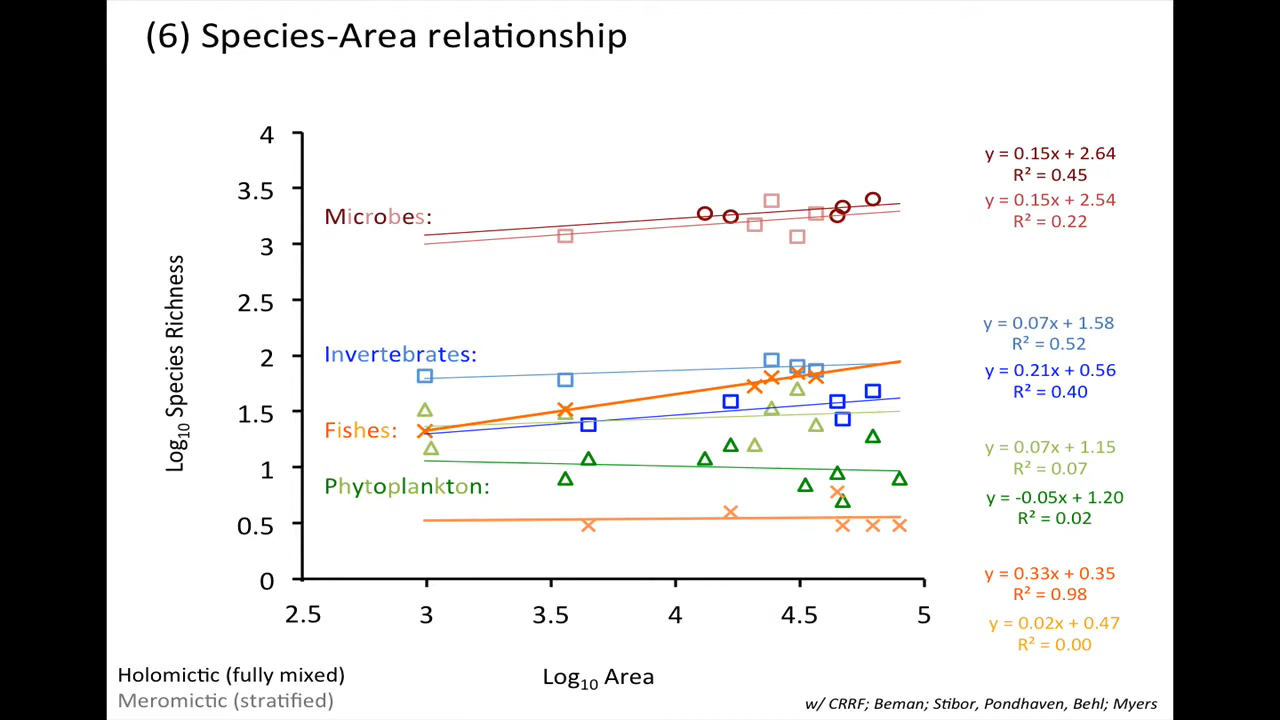 (6) Species-Area relationship
4
3.5
3
2.5
2
1.5
1
0.5
0
Log10 Species Richness
Microbes:
Invertebrates:
Fishes:
Phytoplankton:
y = 0.15x + 2.64
R² = 0.45
y = 0.15x + 2.54
R² = 0.22
y = 0.07x + 1.58
R² = 0.52
y = 0.21x + 0.56
R² = 0.40
y = 0.07x + 1.15
R² = 0.07
y = -0.05x + 1.20
R² = 0.02
y = 0.33x + 0.35
R² = 0.98
y = 0.02x + 0.47
R² = 0.00
2.5 3 3.5 4 4.5 5
Log10 Area
Holomictic (fully mixed)
Meromictic (stratified)
w/ CRRF; Beman; Stibor, Pondhaven, Behl; Myers